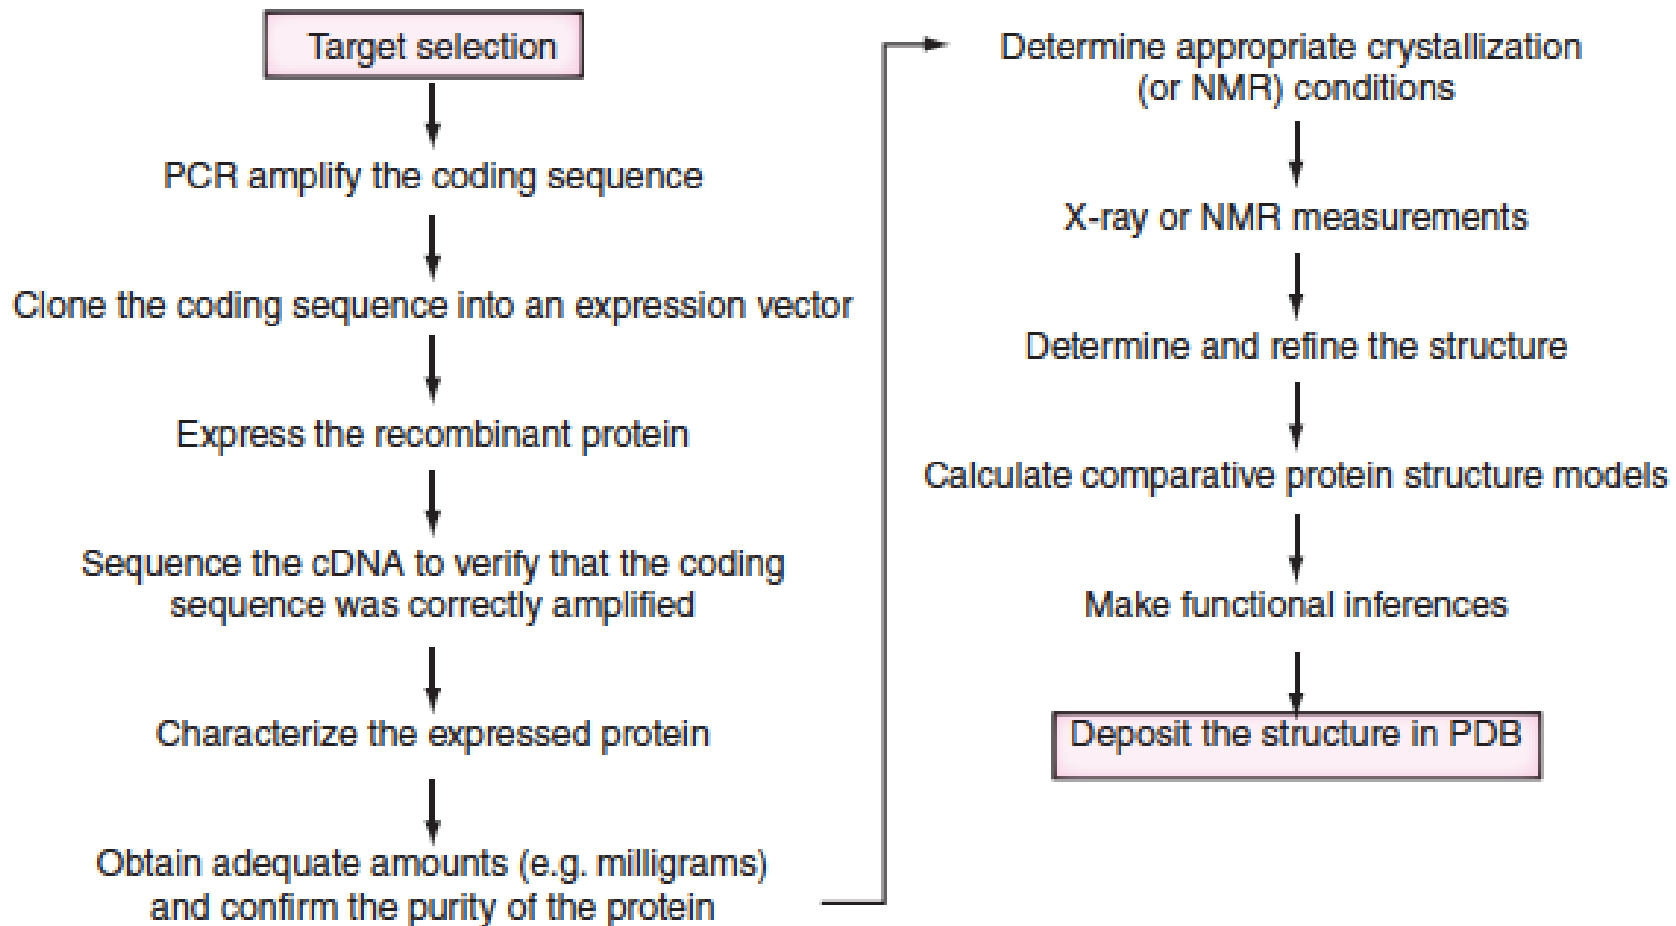 Target selection
PCR amplify the coding sequence
Clone the coding sequence into an expression vector
Express the recombinant protein
Sequence the cDNA to verify that the coding
sequence was correctly amplified
Characterize the expressed protein
Obtain adequate amounts (e.g. milligrams)
and confirm the purity of the protein
Determine appropriate crystallization
(or NMR) conditions
X-ray or NMR measurements
Determine and refine the structure
Calculate comparative protein structure models
Make functional inferences
Deposit the structure in PDB